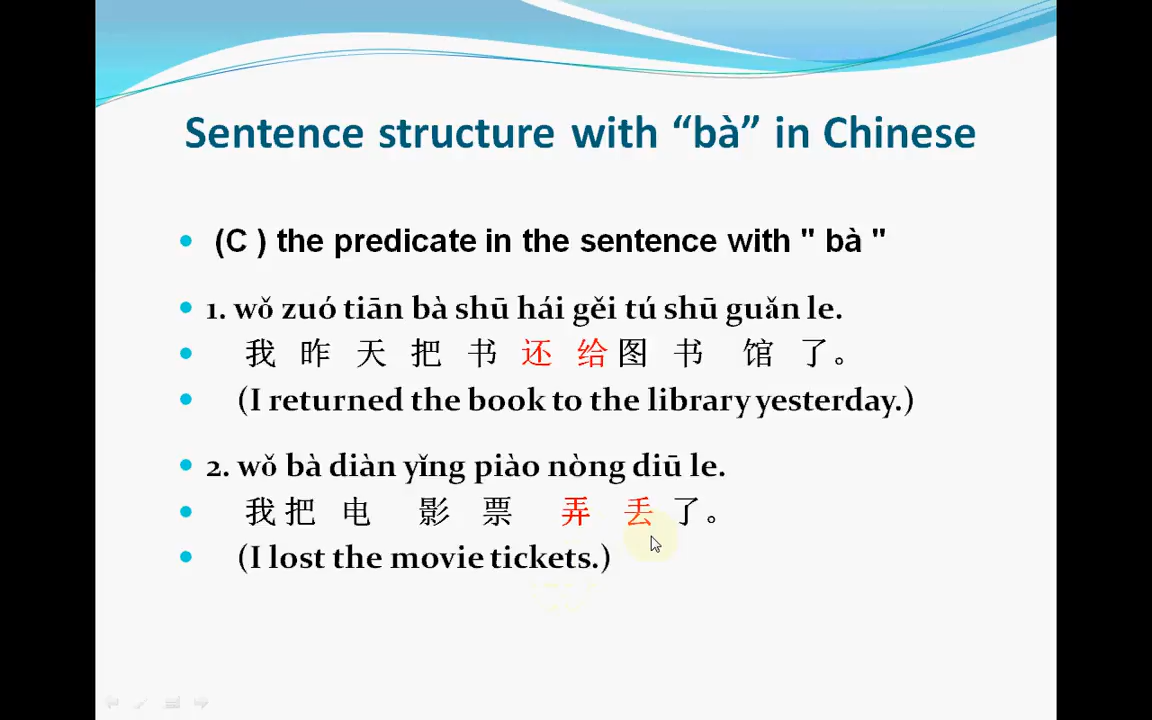 Sentence structure with “bà” in Chinese
(C ) the predicate in the sentence with " bà "
1. wǒ zuó tiān bà shū hái gěi tú shū guǎn le.
我 昨 天 把 书 还 给 图 书 馆 了。
(I returned the book to the library yesterday.)
2. wǒ bà diàn yǐng piào nòng diū le.
我 把 电 影 票 弄 丢 了。
(I lost the movie tickets.)